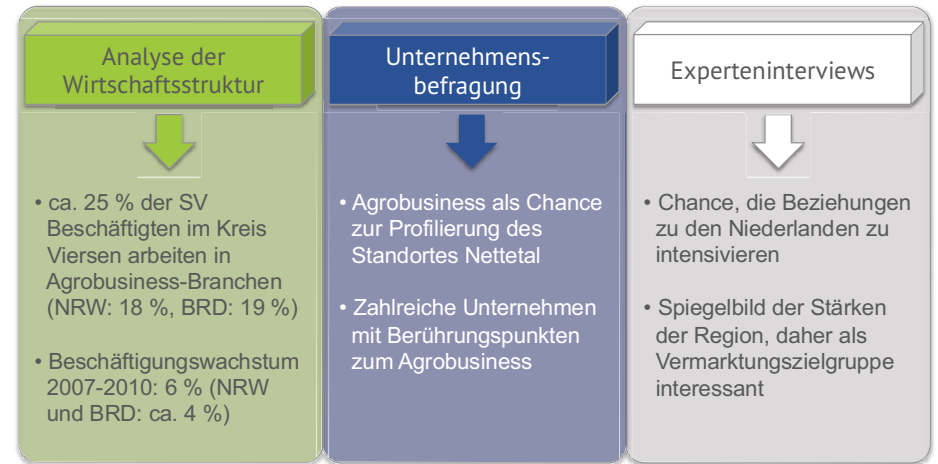 Analyse der
Wirtschaftsstruktur
• ca. 25 % der SV
Beschäftigten im Kreis
Viersen arbeiten in
Agrobusiness-Branchen
(NRW: 18 %, BRD: 19 %)
• Beschäftigungswachstum
2007-2010: 6 % (NRW
und BRD: ca. 4 %)
Unternehmens-
befragung
• Agrobusiness als Chance
zur Profilierung des
Standortes Nettetal
• Zahlreiche Unternehmen
mit Berührungspunkten
zum Agrobusiness
Experteninterviews
• Chance, die Beziehungen
zu den Niederlanden zu
intensivieren
• Spiegelbild der Stärken
der Region, daher als
Vermarktungszielgruppe
interessant